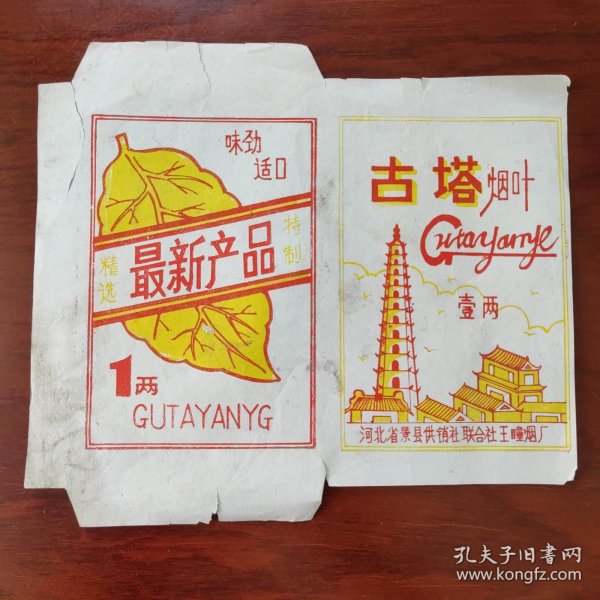 味劲
适口
精选
最新产品
特制
1两
GUTAYANYG
古塔烟叶
Gutayanye
壹两
河北省景县供销社联合社王瞳烟厂
孔夫子旧书网
www.kongfz.com